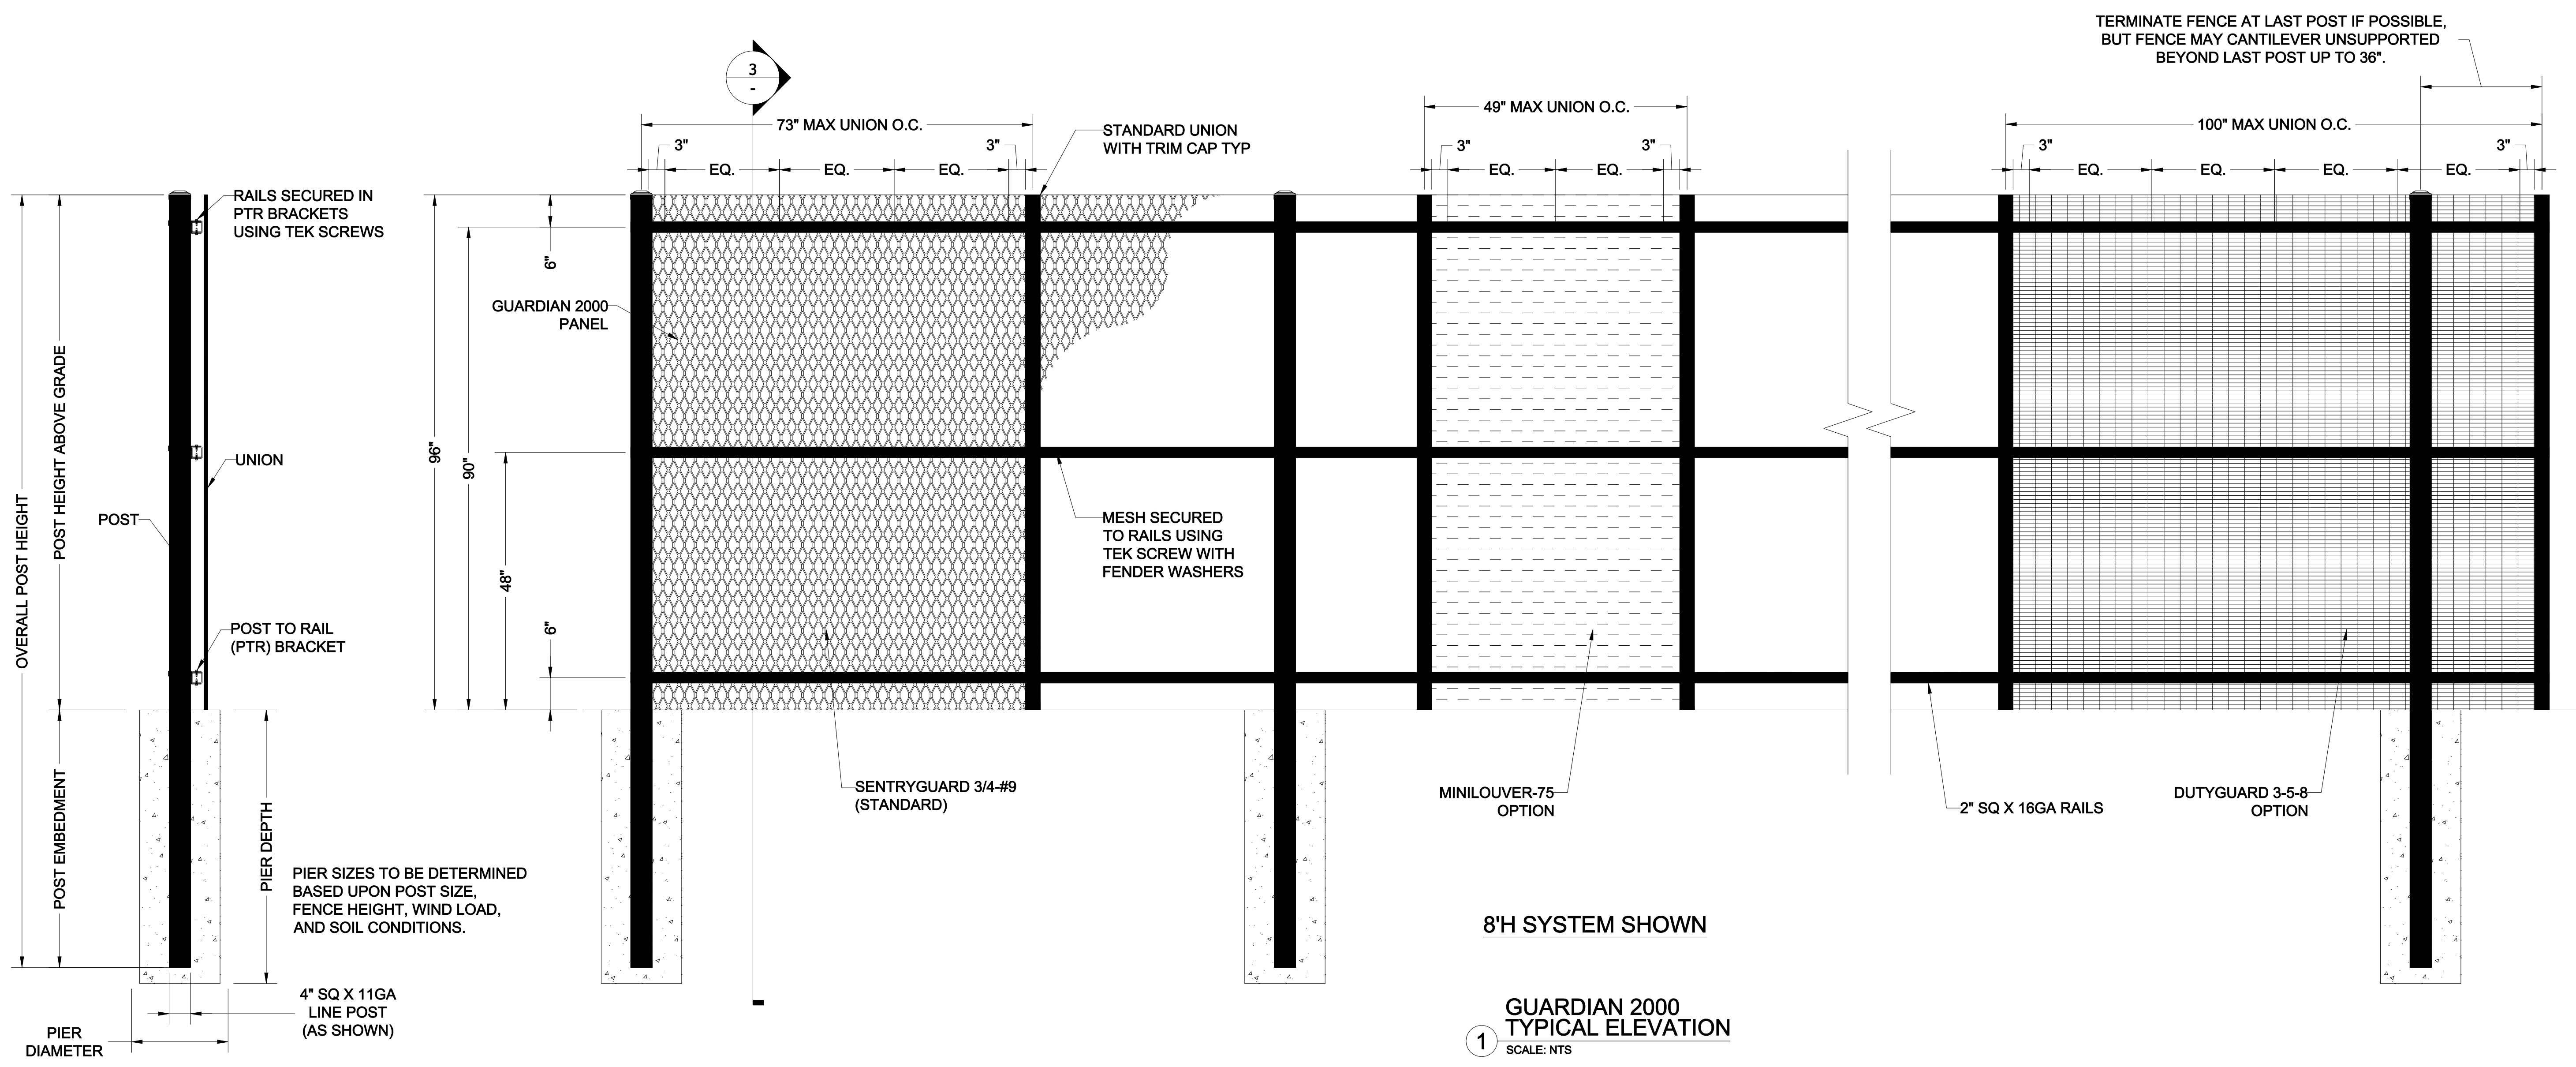 TERMINATE FENCE AT LAST POST IF POSSIBLE,
BUT FENCE MAY CANTILEVER UNSUPPORTED
BEYOND LAST POST UP TO 36".
3
-
73" MAX UNION O.C.
3"
3"
EQ.
EQ.
EQ.
STANDARD UNION
WITH TRIM CAP TYP
49" MAX UNION O.C.
3"
3"
EQ.
EQ.
100" MAX UNION O.C.
3"
3"
EQ.
EQ.
EQ.
EQ.
RAILS SECURED IN
PTR BRACKETS
USING TEK SCREWS
6"
GUARDIAN 2000
PANEL
OVERALL POST HEIGHT
POST HEIGHT ABOVE GRADE
96"
90"
48"
6"
UNION
POST
MESH SECURED
TO RAILS USING
TEK SCREW WITH
FENDER WASHERS
POST TO RAIL
(PTR) BRACKET
SENTRYGUARD 3/4-#9
(STANDARD)
MINILOUVER-75
OPTION
2" SQ X 16GA RAILS
DUTYGUARD 3-5-8
OPTION
POST EMBEDMENT
PIER DEPTH
PIER SIZES TO BE DETERMINED
BASED UPON POST SIZE,
FENCE HEIGHT, WIND LOAD,
AND SOIL CONDITIONS.
8'H SYSTEM SHOWN
4" SQ X 11GA
LINE POST
(AS SHOWN)
PIER
DIAMETER
GUARDIAN 2000
TYPICAL ELEVATION
1
SCALE: NTS